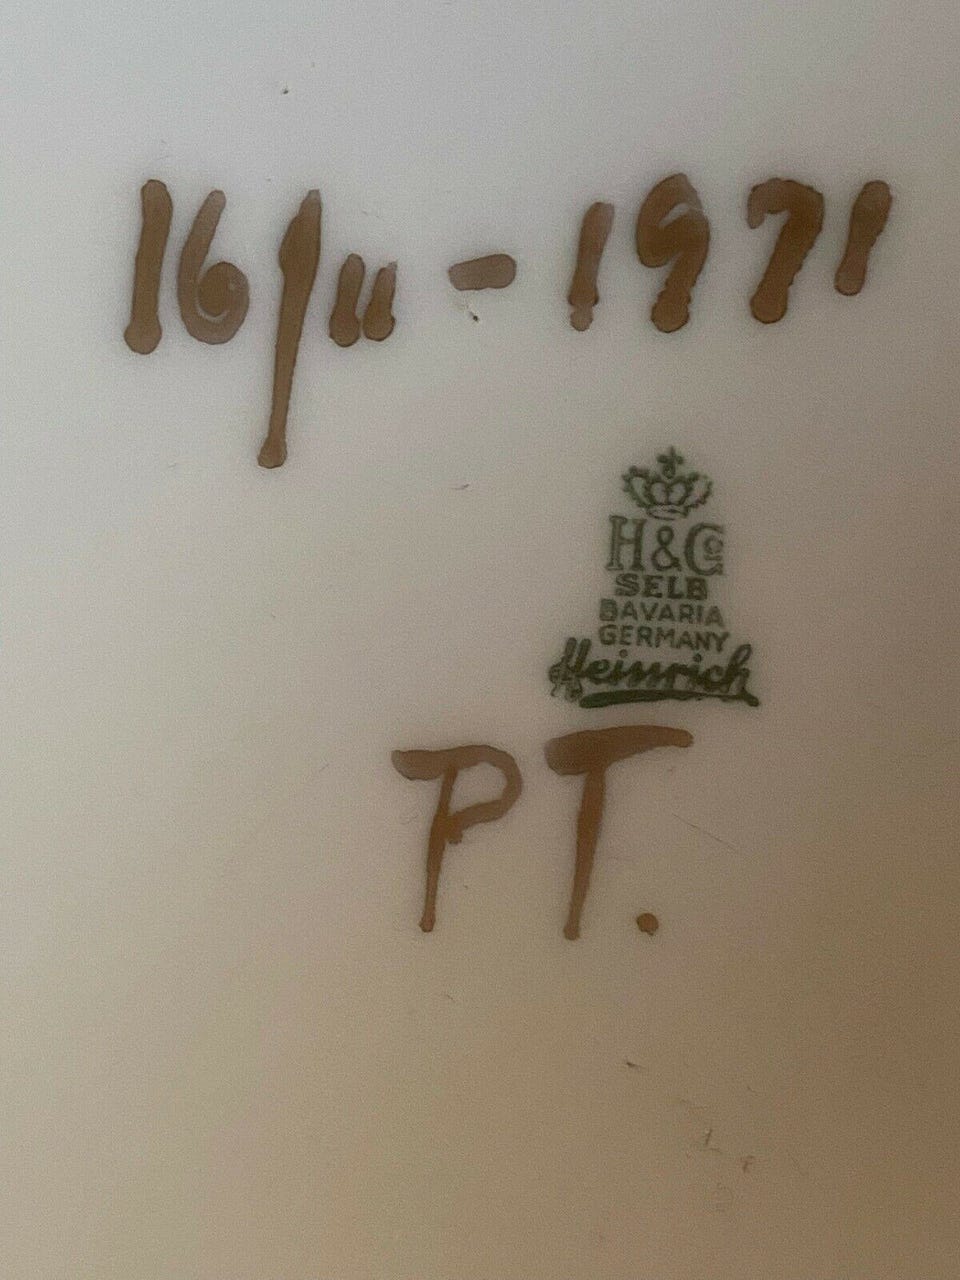 16/11 - 1971
H&Co
SELB
BAVARIA
GERMANY
Heinrich
PT.